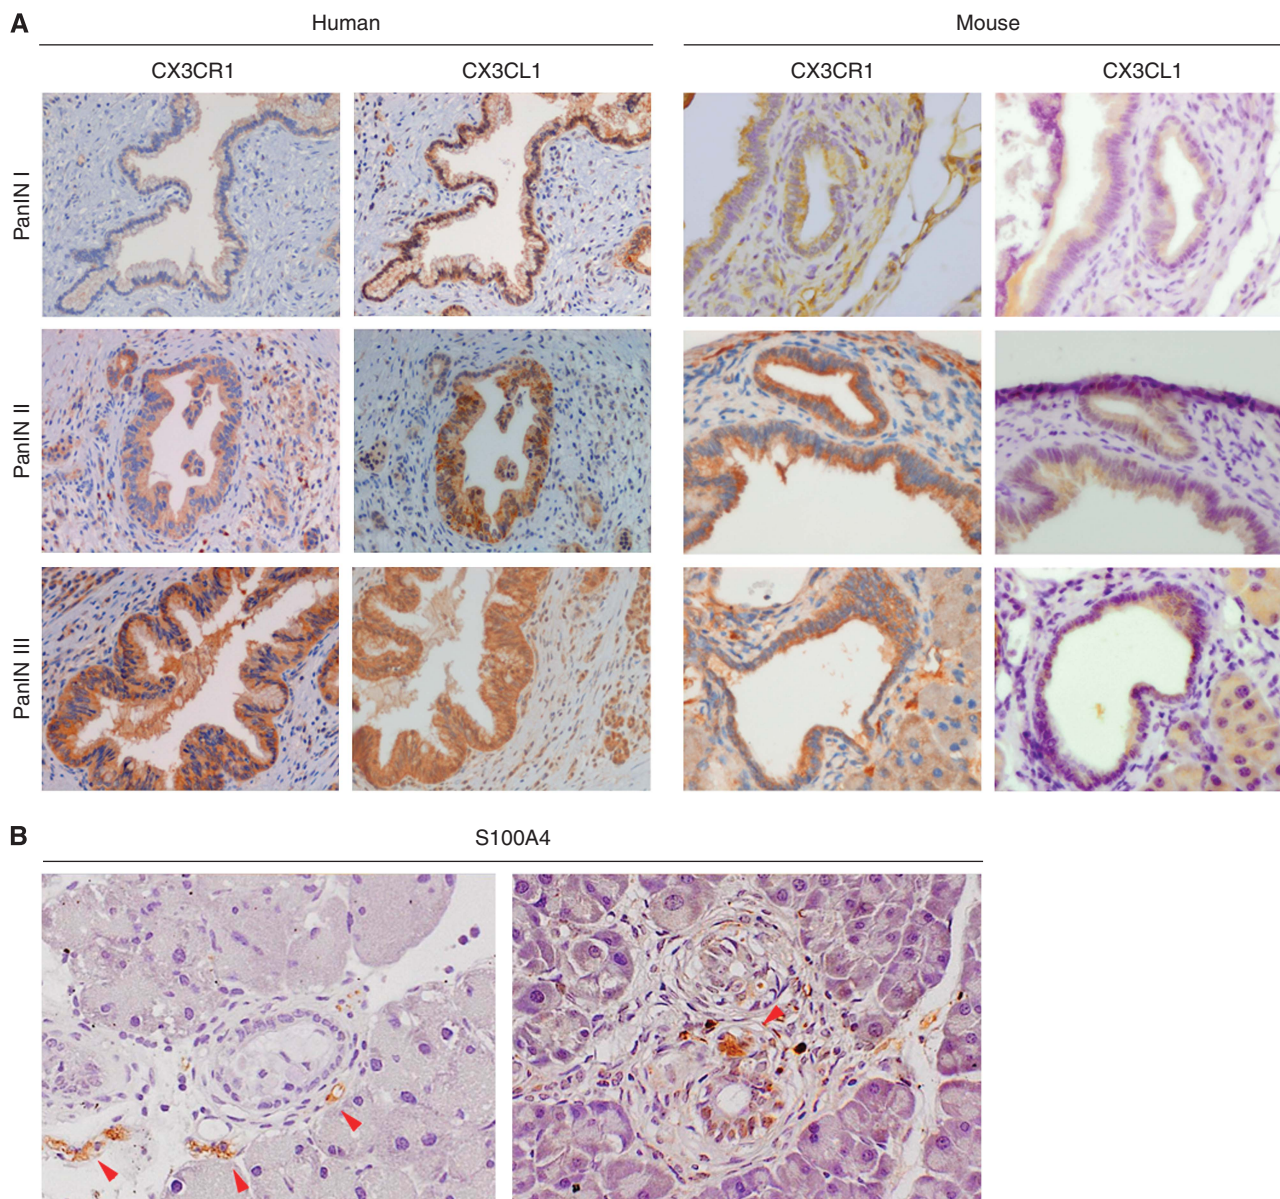 A
Human
Mouse
CX3CR1
CX3CL1
CX3CR1
CX3CL1
PanIN I
PanIN II
PanIN III
B
S100A4